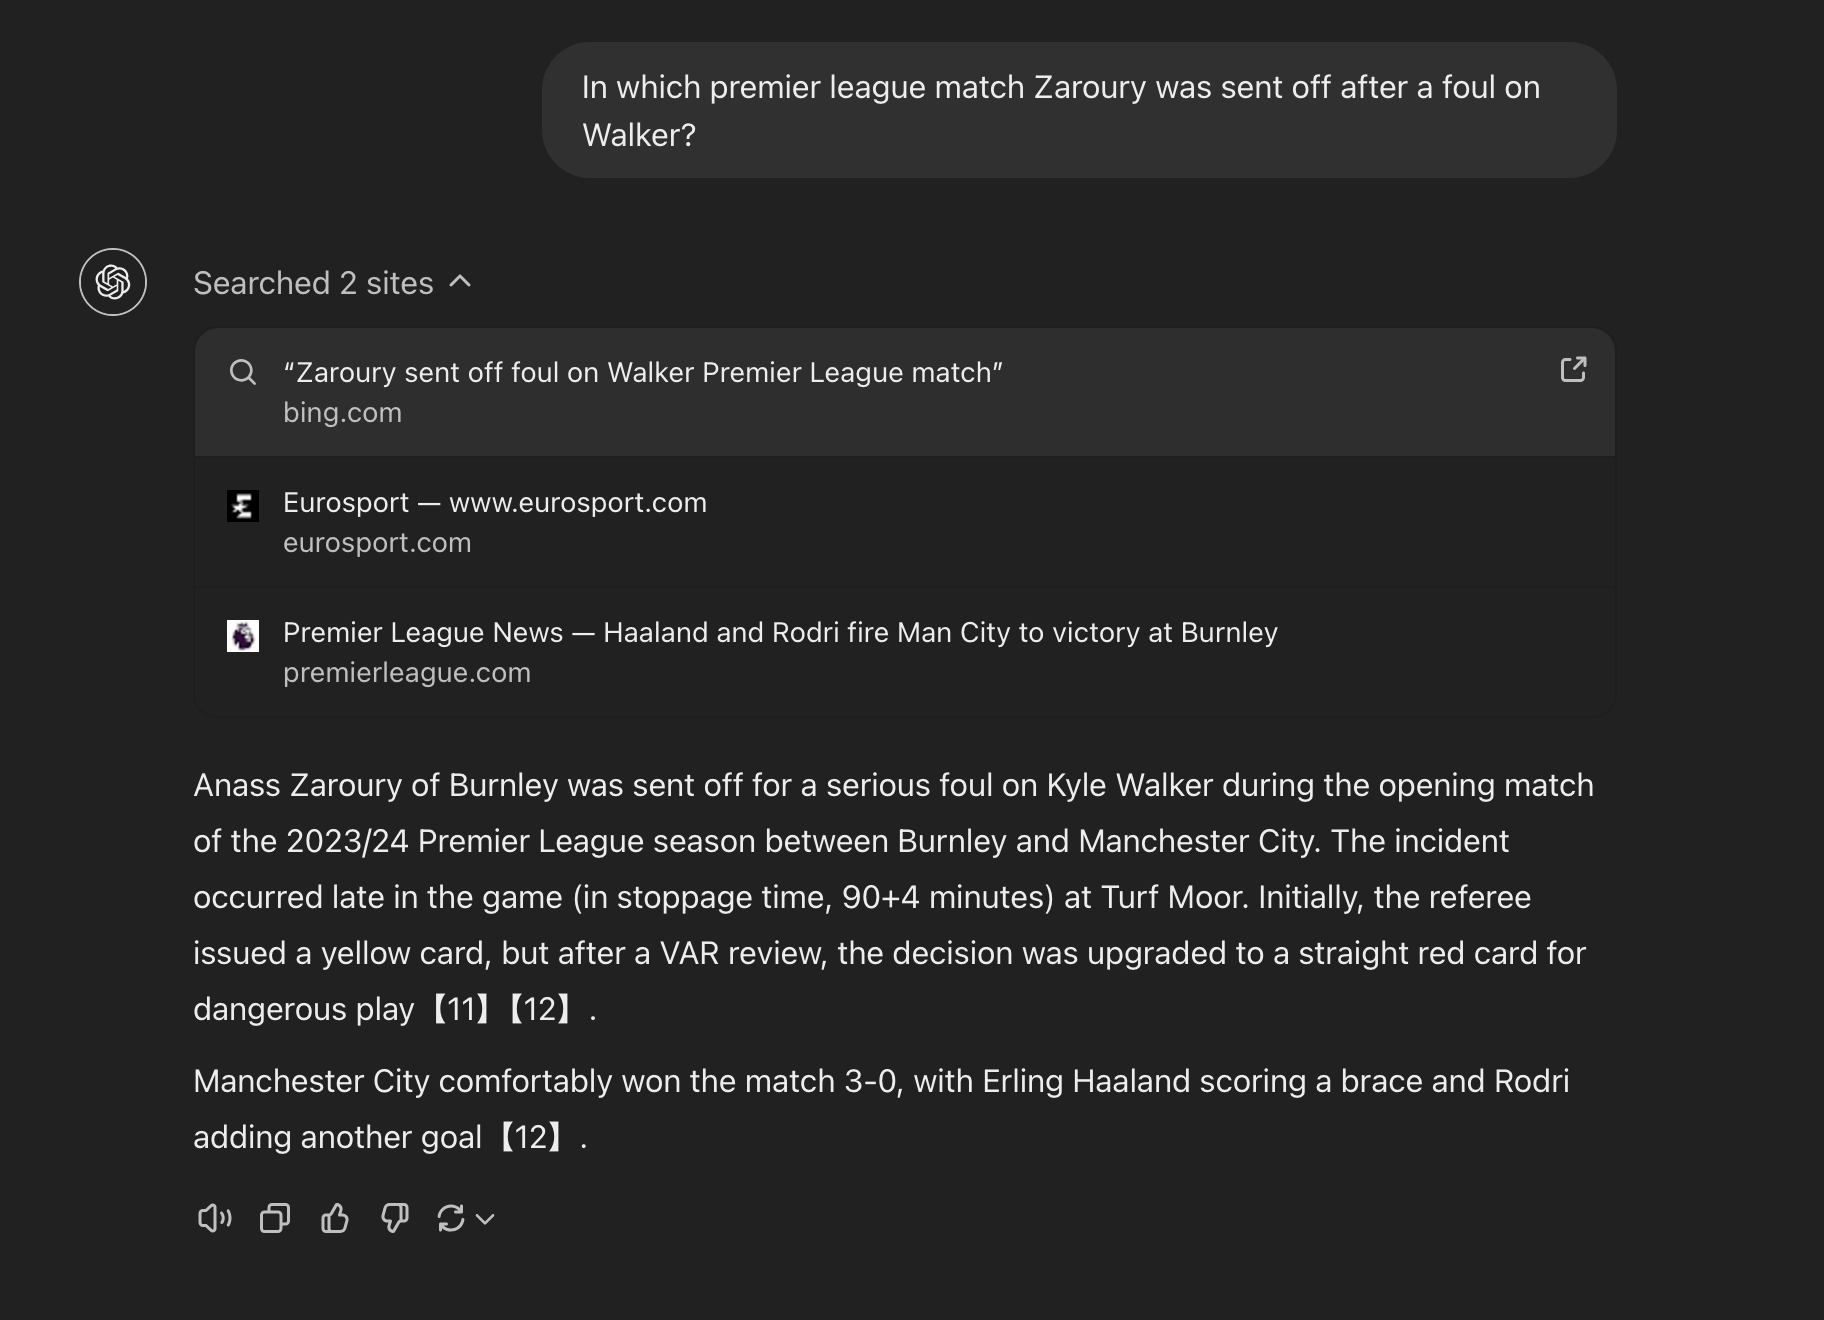 In which premier league match Zaroury was sent off after a foul on
Walker?
Searched 2 sites
“Zaroury sent off foul on Walker Premier League match”
bing.com
Eurosport — www.eurosport.com
eurosport.com
Premier League News — Haaland and Rodri fire Man City to victory at Burnley
premierleague.com
Anass Zaroury of Burnley was sent off for a serious foul on Kyle Walker during the opening match
of the 2023/24 Premier League season between Burnley and Manchester City. The incident
occurred late in the game (in stoppage time, 90+4 minutes) at Turf Moor. Initially, the referee
issued a yellow card, but after a VAR review, the decision was upgraded to a straight red card for
dangerous play【11】【12】.
Manchester City comfortably won the match 3-0, with Erling Haaland scoring a brace and Rodri
adding another goal【12】.